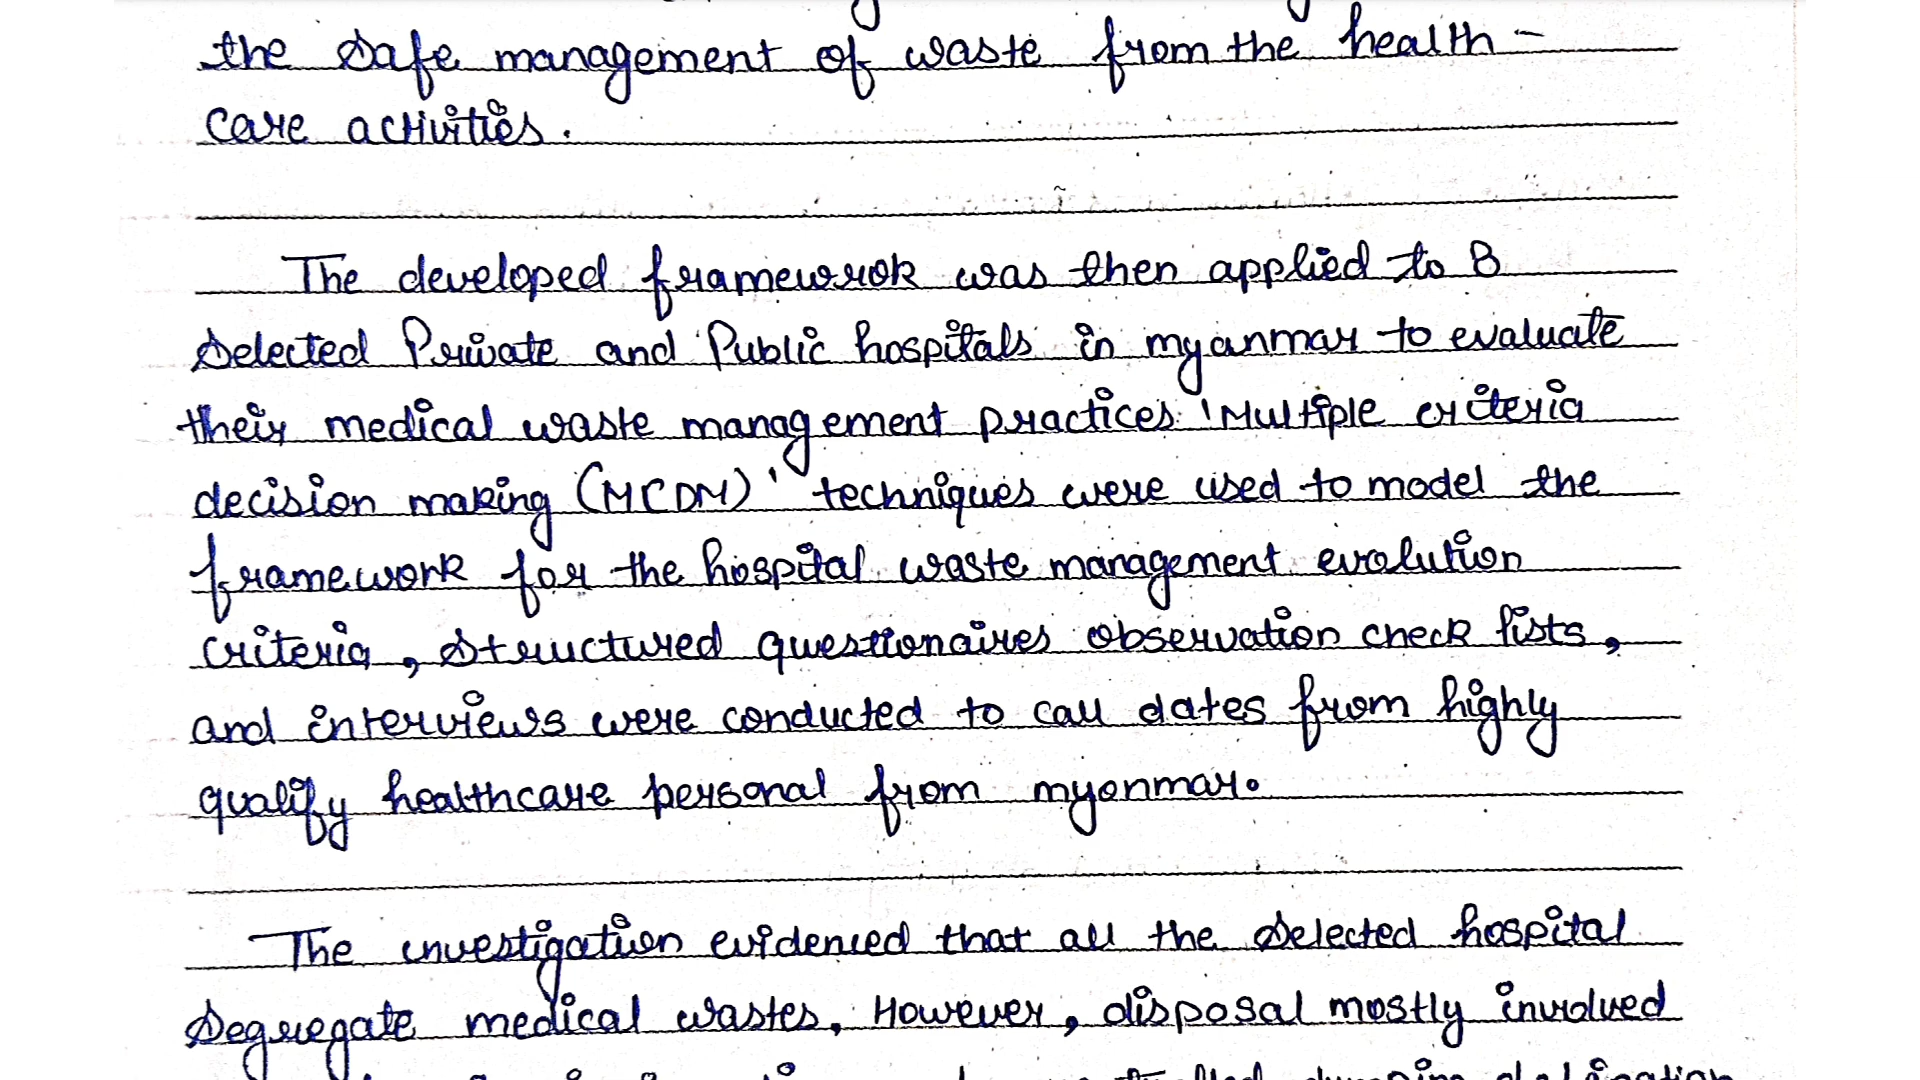 the safe management of waste from the health -
care activities.
The developed framework was then applied to 8
selected Private and Public hospitals in myanmar to evaluate
their medical waste management practices. 'Multiple criteria
decision making (MCDM)' techniques were used to model the
framework for the hospital waste management evolution
criteria, structured questionaires observation check lists,
and interviews were conducted to call dates from highly
qualify healthcare personal from myonmar.
The investigation evidenced that all the selected hospital
segregate medical wastes. However, disposal mostly involved